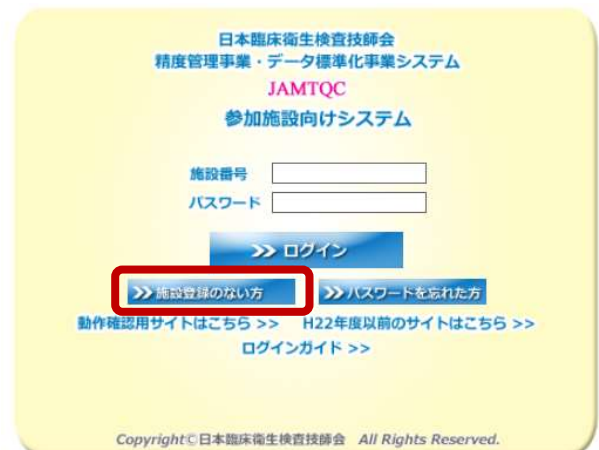 日本臨床衛生検査技師会
精度管理事業・データ標準化事業システム
JAMTQC
参加施設向けシステム
施設番号
パスワード
>> ログイン
>> 施設登録のない方 >> パスワードを忘れた方
動作確認用サイトはこちら >> H22年度以前のサイトはこちら >>
ログインガイド >>
Copyright©日本臨床衛生検査技師会 All Rights Reserved.